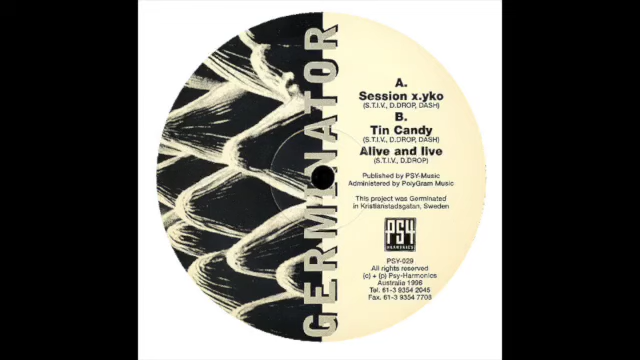 GERMINATOR
A.
Session x.yko
(S.T.I.V., D.DROP, DASH)
B.
Tin Candy
(S.T.I.V., D.DROP, DASH)
Alive and live
(S.T.I.V., D.DROP)
Published by PSY-Music
Administered by PolyGram Music
This project was Germinated
in Kristianstadsgatan, Sweden
PSY
HARMONICS
PSY-029
All rights reserved
(c) + (p) Psy-Harmonics
Australia 1996
Tel. 61-3 9354 2045
Fax. 61-3 9354 7708